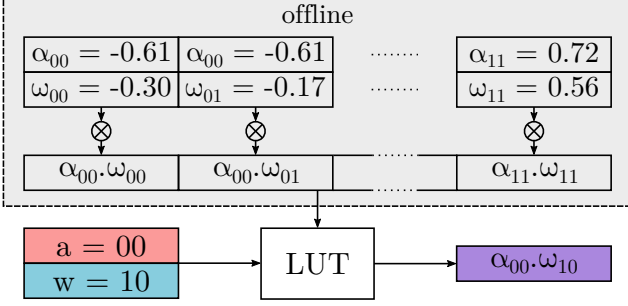 offline
α₀₀ = -0.61 α₀₀ = -0.61 ........ α₁₁ = 0.72
ω₀₀ = -0.30 ω₀₁ = -0.17 ........ ω₁₁ = 0.56
α₀₀.ω₀₀ α₀₀.ω₀₁ ........ α₁₁.ω₁₁
a = 00
w = 10
LUT
α₀₀.ω₁₀